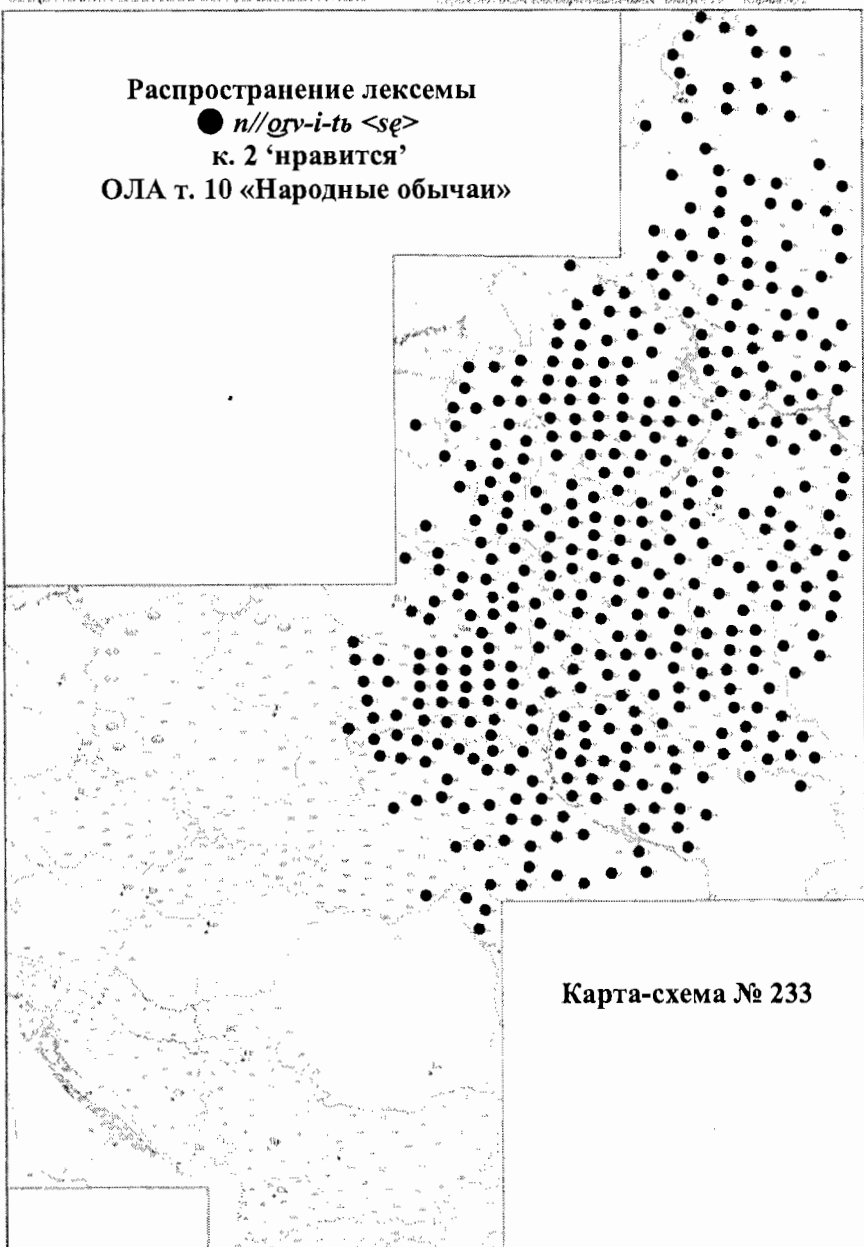 Распространение лексемы
● n//orv-i-tь <sę>
к. 2 ‘нравится’
ОЛА т. 10 «Народные обычаи»
Карта-схема № 233